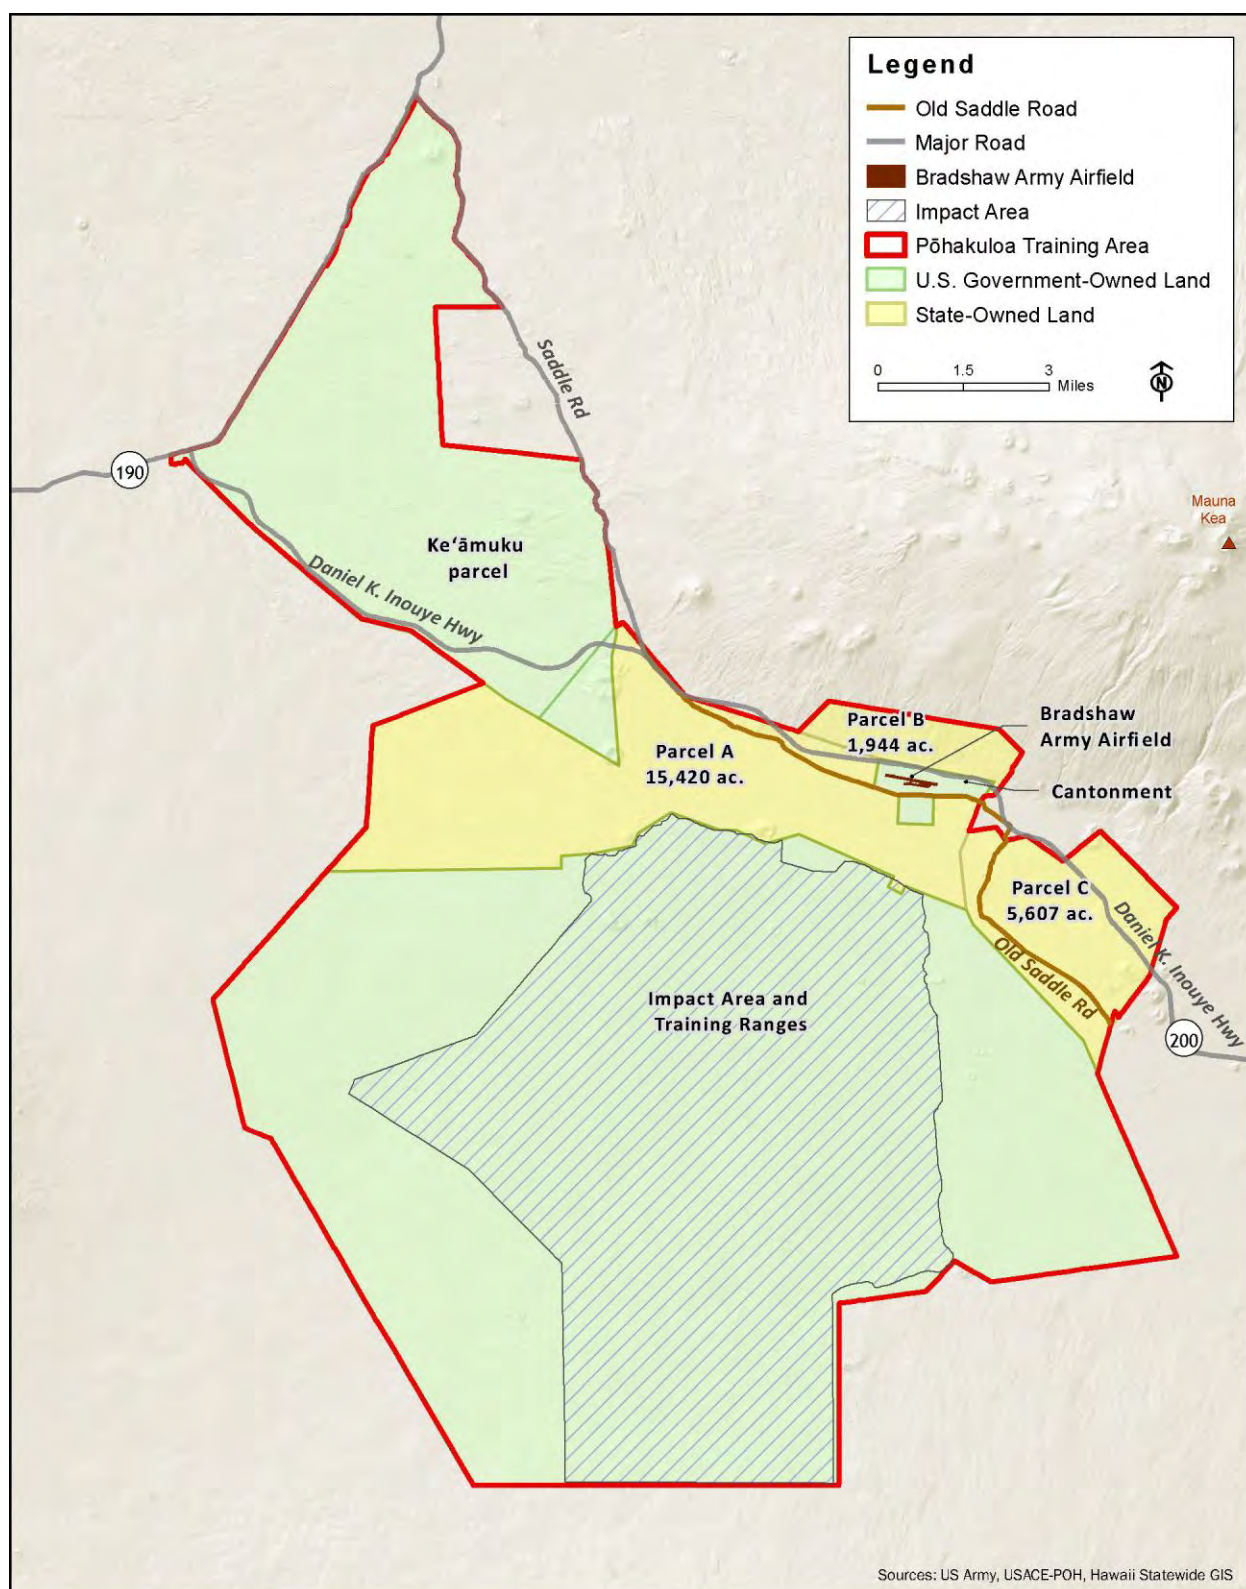 Legend
Old Saddle Road
Major Road
Bradshaw Army Airfield
Impact Area
Pōhakuloa Training Area
U.S. Government-Owned Land
State-Owned Land
0 1.5 3
Miles
N
Saddle Rd
190
Mauna
Kea
Keʻāmuku
parcel
Daniel K. Inouye Hwy
Parcel B
1,944 ac.
Bradshaw
Army Airfield
Parcel A
15,420 ac.
Cantonment
Parcel C
5,607 ac.
Daniel K. Inouye Hwy
Old Saddle Rd
Impact Area and
Training Ranges
200
Sources: US Army, USACE-POH, Hawaii Statewide GIS